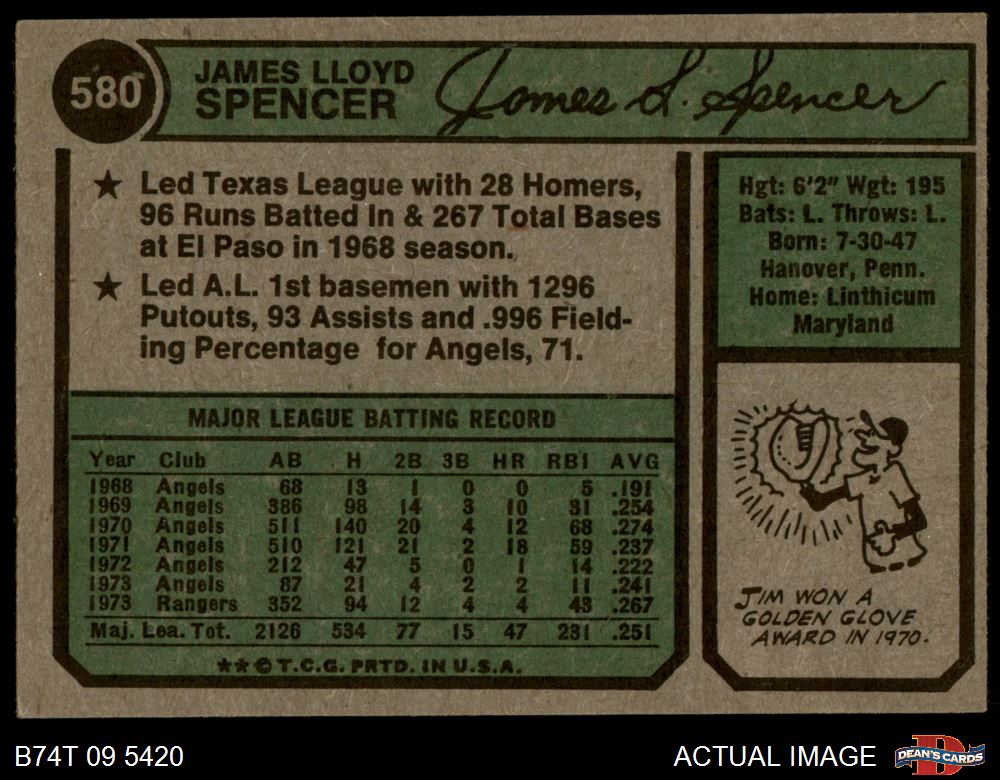 580
JAMES LLOYD
SPENCER
James L. Spencer
★ Led Texas League with 28 Homers,
96 Runs Batted In & 267 Total Bases
at El Paso in 1968 season.
★ Led A.L. 1st basemen with 1296
Putouts, 93 Assists and .996 Field-
ing Percentage for Angels, 71.
Hgt: 6'2" Wgt: 195
Bats: L. Throws: L.
Born: 7-30-47
Hanover, Penn.
Home: Linthicum
Maryland
MAJOR LEAGUE BATTING RECORD
Year Club AB H 2B 3B HR RBI AVG
1968 Angels 68 13 1 0 0 5 .191
1969 Angels 386 98 14 3 10 31 .254
1970 Angels 511 140 20 4 12 68 .274
1971 Angels 510 121 21 2 18 59 .237
1972 Angels 212 47 5 0 1 14 .222
1973 Angels 87 21 4 2 2 11 .241
1973 Rangers 352 94 12 4 4 43 .267
Maj. Lea. Tot. 2126 534 77 15 47 231 .251
★★©T.C.G. PRTD. IN U.S.A.
JIM WON A
GOLDEN GLOVE
AWARD IN 1970.
B74T 09 5420
ACTUAL IMAGE
D
DEAN'S CARDS